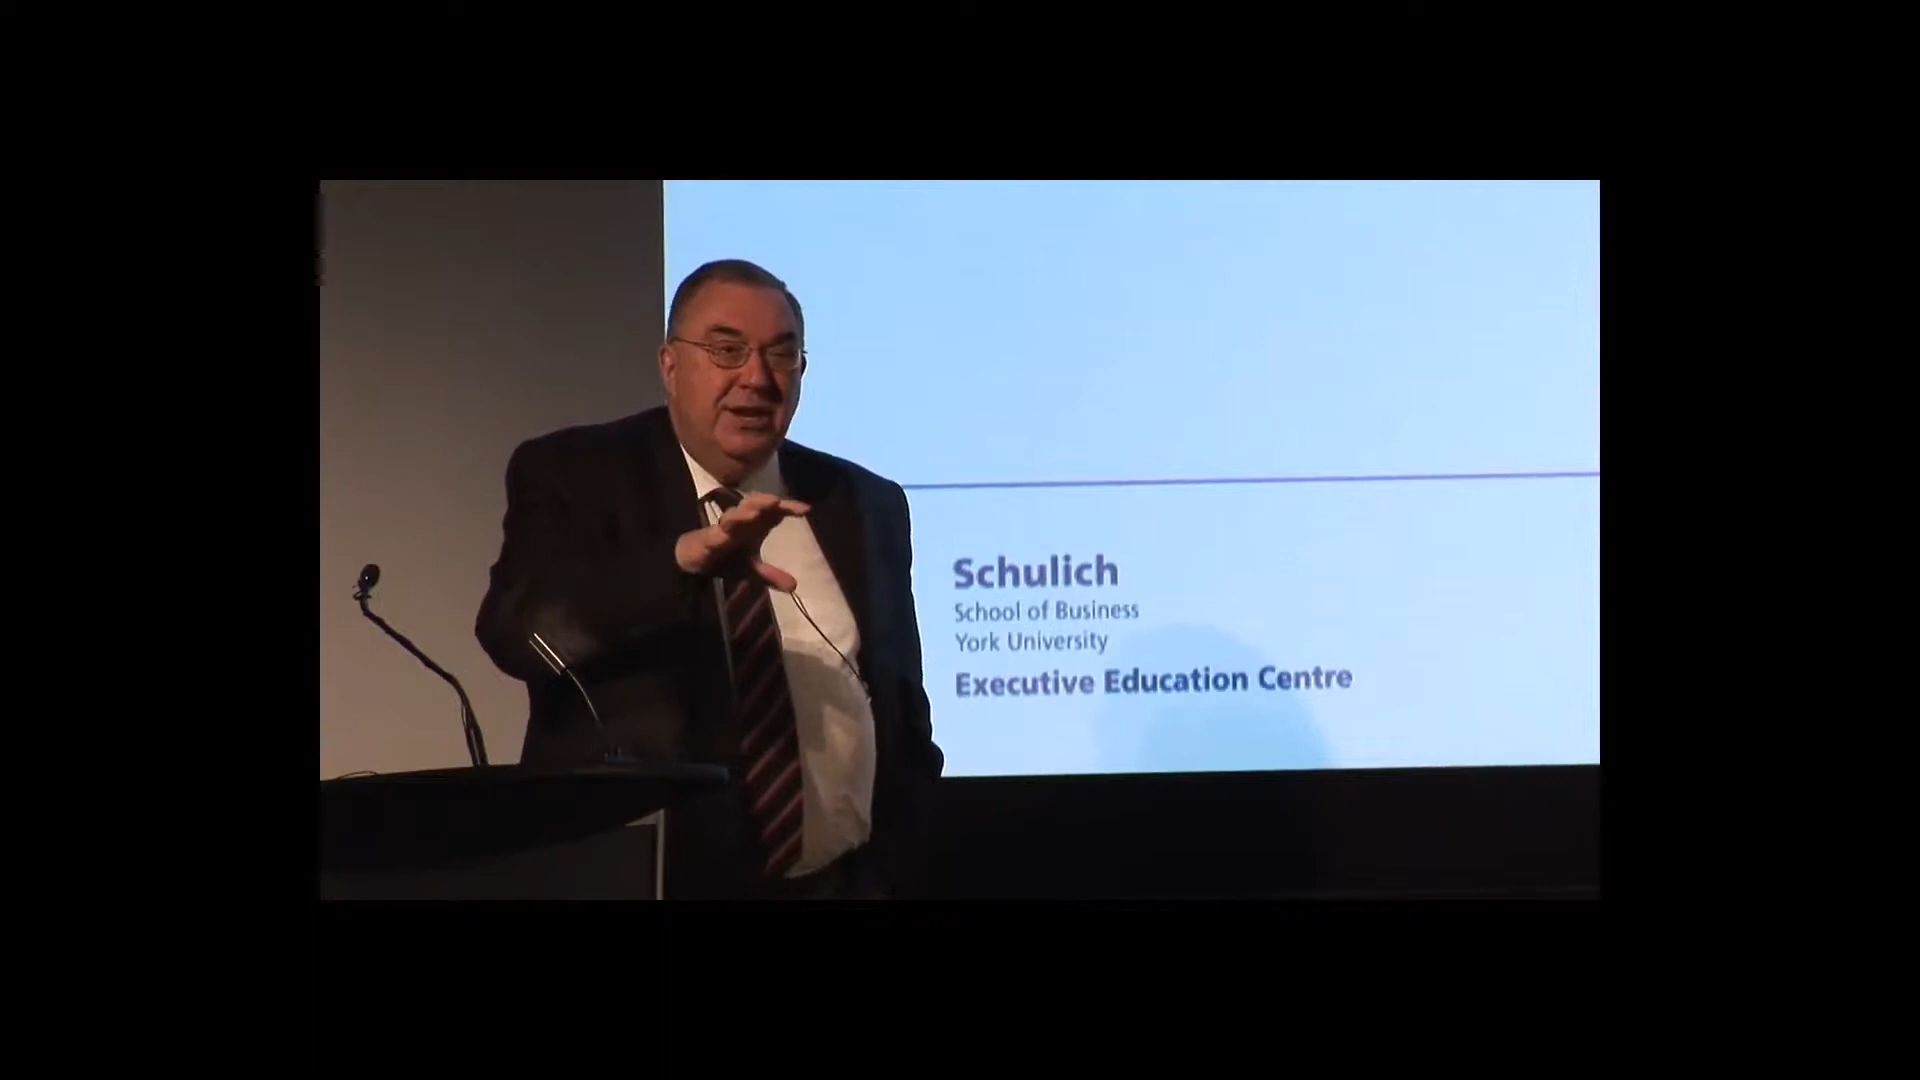 Schulich
School of Business
York University
Executive Education Centre